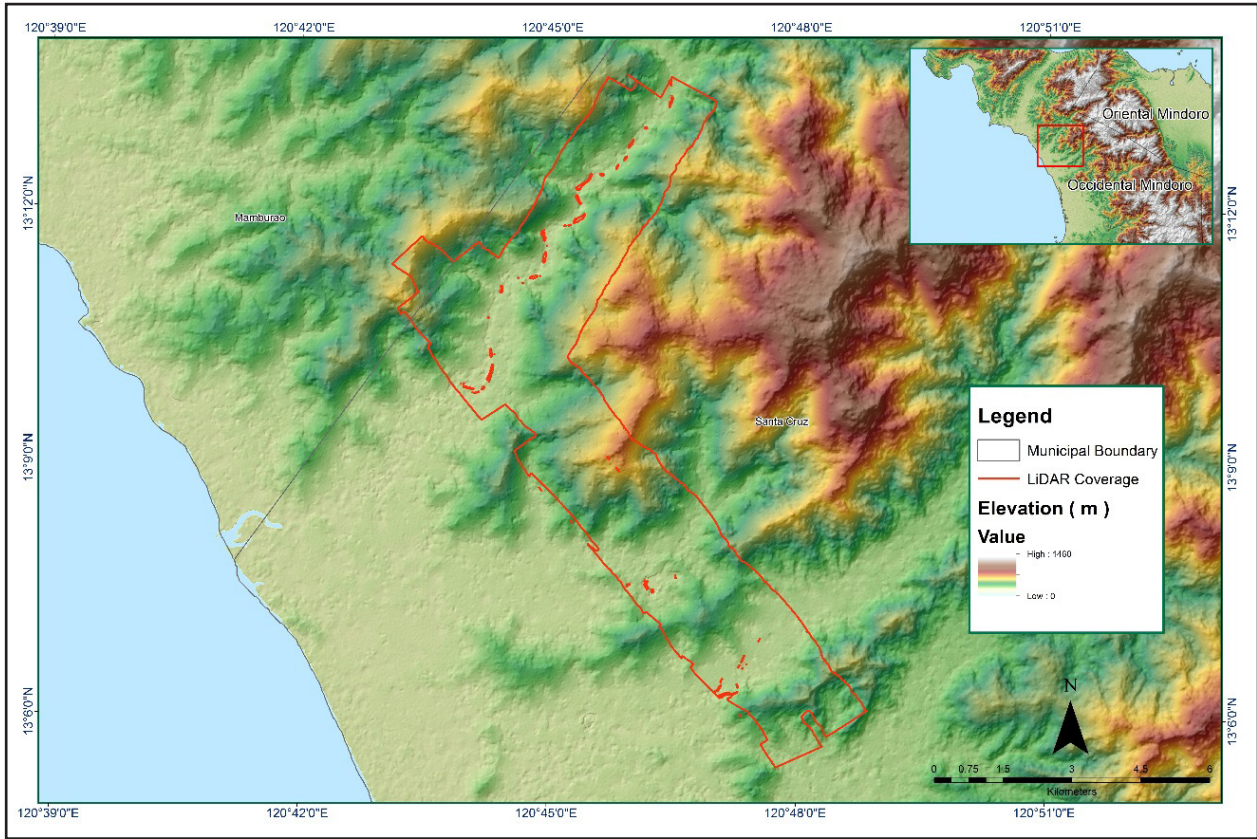 120°39'0"E
120°42'0"E
120°45'0"E
120°48'0"E
120°51'0"E
Oriental Mindoro
Occidental Mindoro
13°12'0"N
13°12'0"N
Mamburao
Santa Cruz
13°9'0"N
13°9'0"N
Legend
Municipal Boundary
LiDAR Coverage
Elevation ( m )
Value
High : 1460
Low : 0
13°6'0"N
13°6'0"N
N
0 0.75 1.5 3 4.5 6
Kilometers
120°39'0"E
120°42'0"E
120°45'0"E
120°48'0"E
120°51'0"E